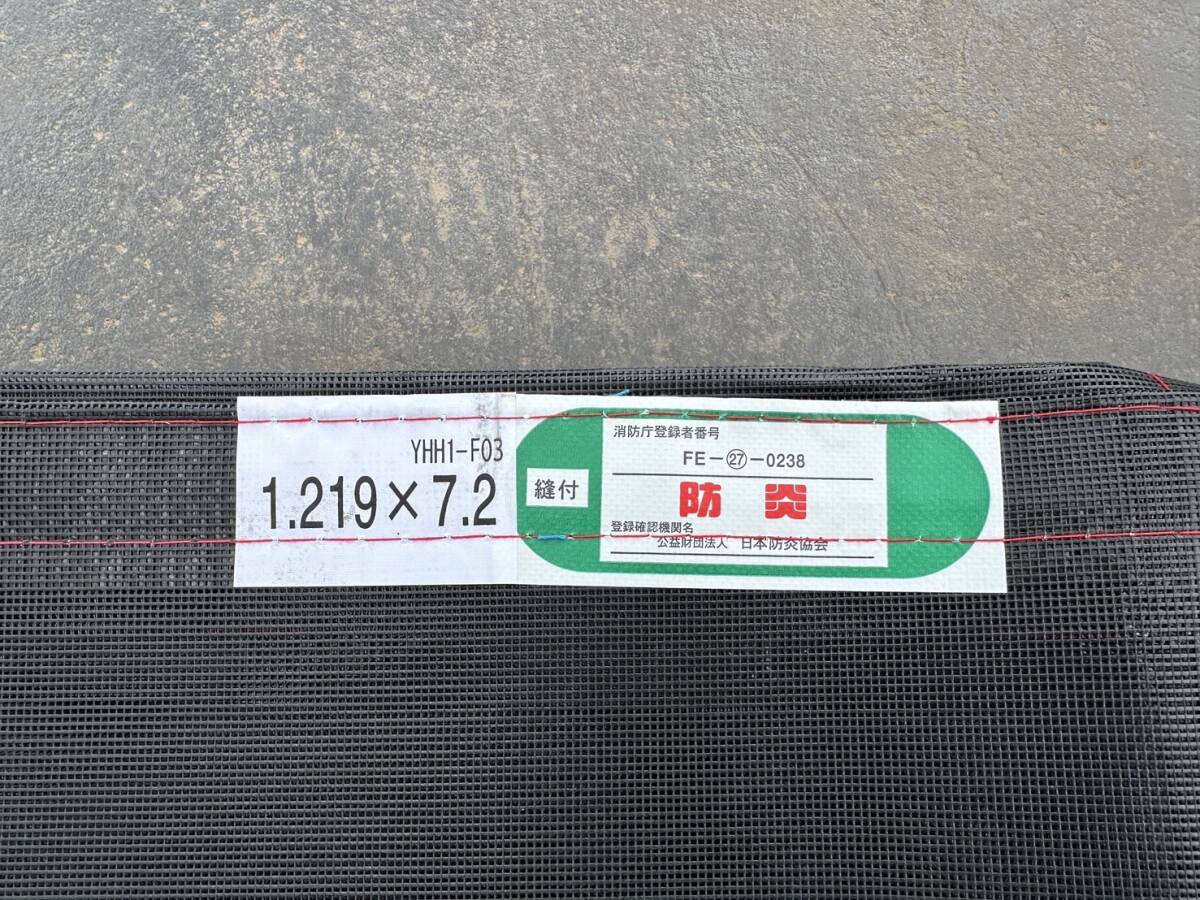 YHH1-F03
1.219×7.2
縫付
消防庁登録者番号
FE-㉗-0238
防炎
登録確認機関名
公益財団法人 日本防炎協会